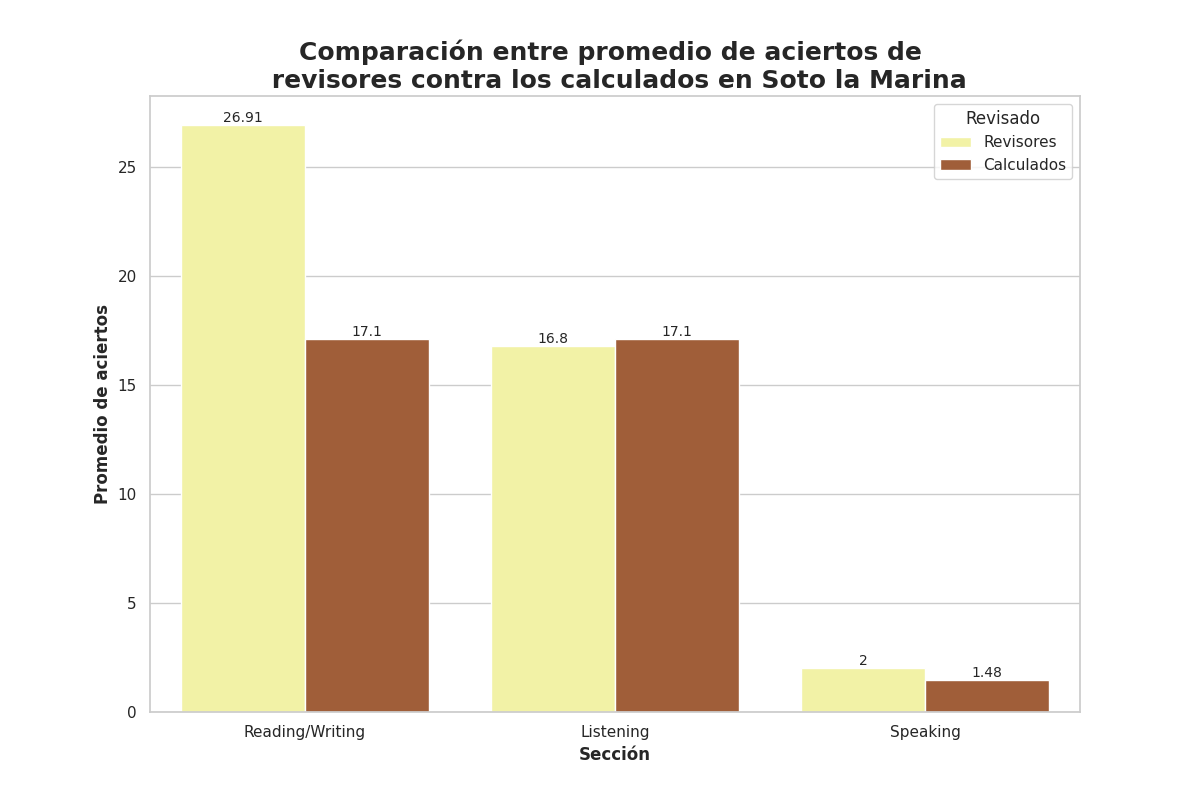 Comparación entre promedio de aciertos de
revisores contra los calculados en Soto la Marina
Revisado
Revisores
Calculados
Promedio de aciertos
25
20
15
10
5
0
26.91
17.1
16.8
17.1
2
1.48
Reading/Writing
Listening
Speaking
Sección